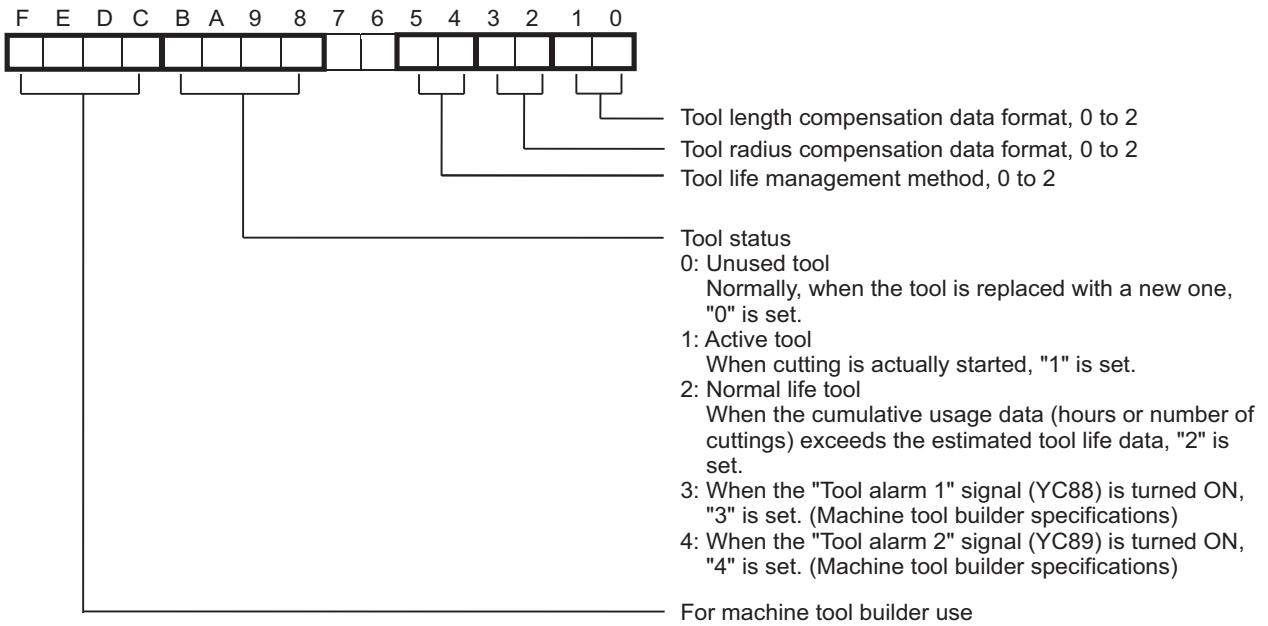 F E D C B A 9 8 7 6 5 4 3 2 1 0
Tool length compensation data format, 0 to 2
Tool radius compensation data format, 0 to 2
Tool life management method, 0 to 2
Tool status
0: Unused tool
Normally, when the tool is replaced with a new one,
"0" is set.
1: Active tool
When cutting is actually started, "1" is set.
2: Normal life tool
When the cumulative usage data (hours or number of
cuttings) exceeds the estimated tool life data, "2" is
set.
3: When the "Tool alarm 1" signal (YC88) is turned ON,
"3" is set. (Machine tool builder specifications)
4: When the "Tool alarm 2" signal (YC89) is turned ON,
"4" is set. (Machine tool builder specifications)
For machine tool builder use